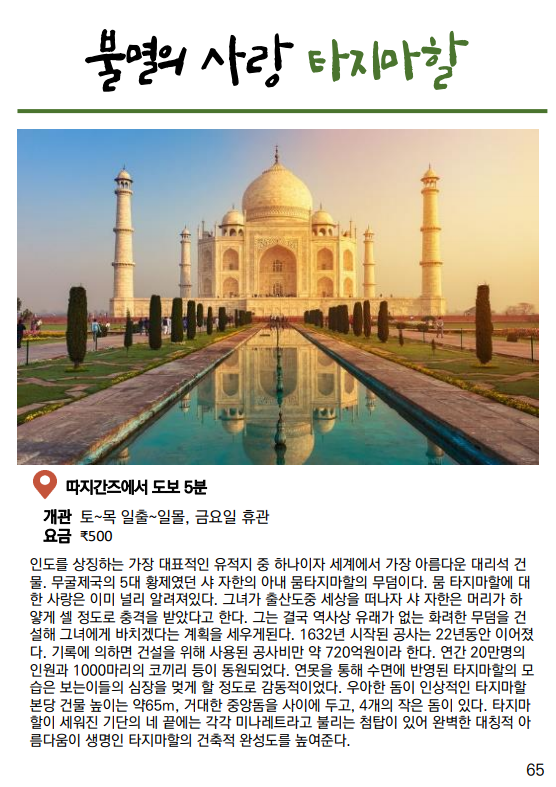 불멸의 사랑 타지마할
따지간즈에서 도보 5분
개관 토~목 일출~일몰, 금요일 휴관
요금 ₹500
인도를 상징하는 가장 대표적인 유적지 중 하나이자 세계에서 가장 아름다운 대리석 건
물. 무굴제국의 5대 황제였던 샤 자한의 아내 뭄타지마할의 무덤이다. 뭄 타지마할에 대
한 사랑은 이미 널리 알려져있다. 그녀가 출산도중 세상을 떠나자 샤 자한은 머리가 하
얗게 셀 정도로 충격을 받았다고 한다. 그는 결국 역사상 유래가 없는 화려한 무덤을 건
설해 그녀에게 바치겠다는 계획을 세우게된다. 1632년 시작된 공사는 22년동안 이어졌
다. 기록에 의하면 건설을 위해 사용된 공사비만 약 720억원이라 한다. 연간 20만명의
인원과 1000마리의 코끼리 등이 동원되었다. 연못을 통해 수면에 반영된 타지마할의 모
습은 보는이들의 심장을 멎게 할 정도로 감동적이었다. 우아한 돔이 인상적인 타지마할
본당 건물 높이는 약65m, 거대한 중앙돔을 사이에 두고, 4개의 작은 돔이 있다. 타지마
할이 세워진 기단의 네 끝에는 각각 미나레트라고 불리는 첨탑이 있어 완벽한 대칭적 아
름다움이 생명인 타지마할의 건축적 완성도를 높여준다.
65